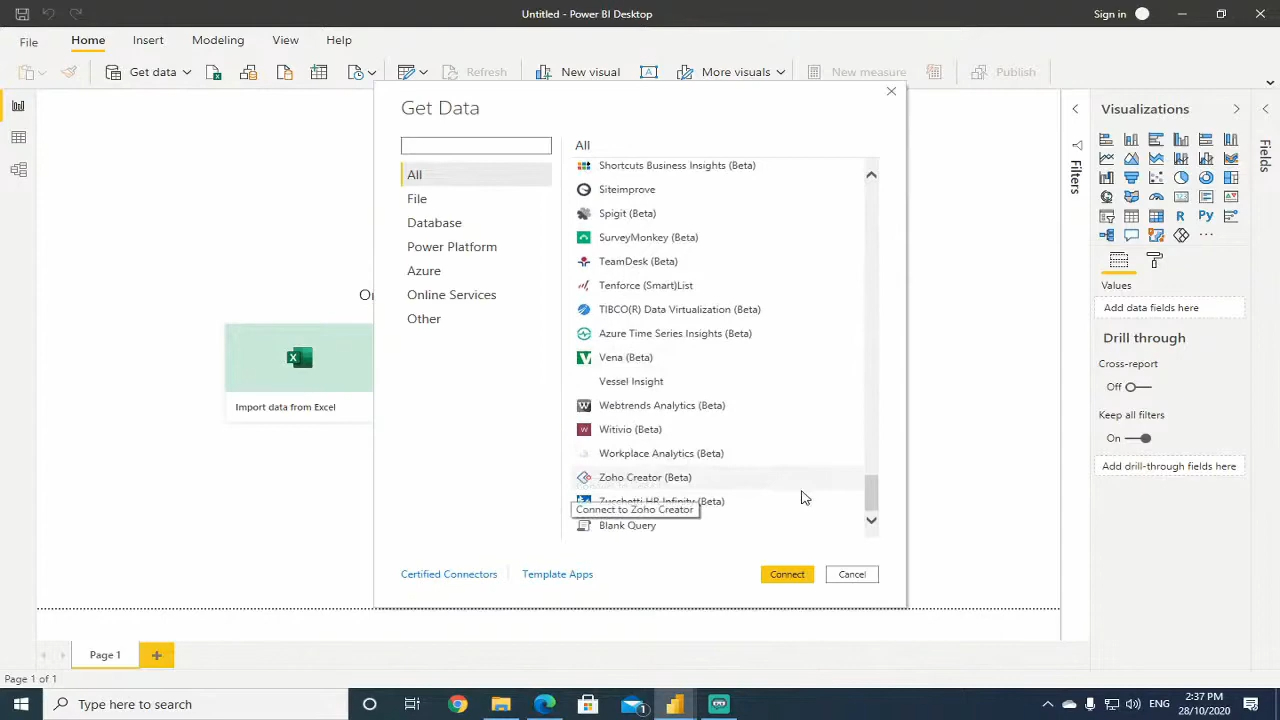 Untitled - Power BI Desktop
Sign in
File
Home
Insert
Modeling
View
Help
Get data
Refresh
New visual
More visuals
New measure
Publish
Get Data
All
All
File
Database
Power Platform
Azure
Online Services
Other
Shortcuts Business Insights (Beta)
Siteimprove
Spigit (Beta)
SurveyMonkey (Beta)
TeamDesk (Beta)
Tenforce (Smart)List
TIBCO(R) Data Virtualization (Beta)
Azure Time Series Insights (Beta)
Vena (Beta)
Vessel Insight
Webtrends Analytics (Beta)
Witivio (Beta)
Workplace Analytics (Beta)
Zoho Creator (Beta)
Zucchetti HR Infinity (Beta)
Connect to Zoho Creator
Blank Query
Certified Connectors
Template Apps
Connect
Cancel
Import data from Excel
Filters
Visualizations
R
Py
Values
Add data fields here
Drill through
Cross-report
Off
Keep all filters
On
Add drill-through fields here
Fields
Page 1
Page 1 of 1
Type here to search
1
ENG
2:37 PM
28/10/2020